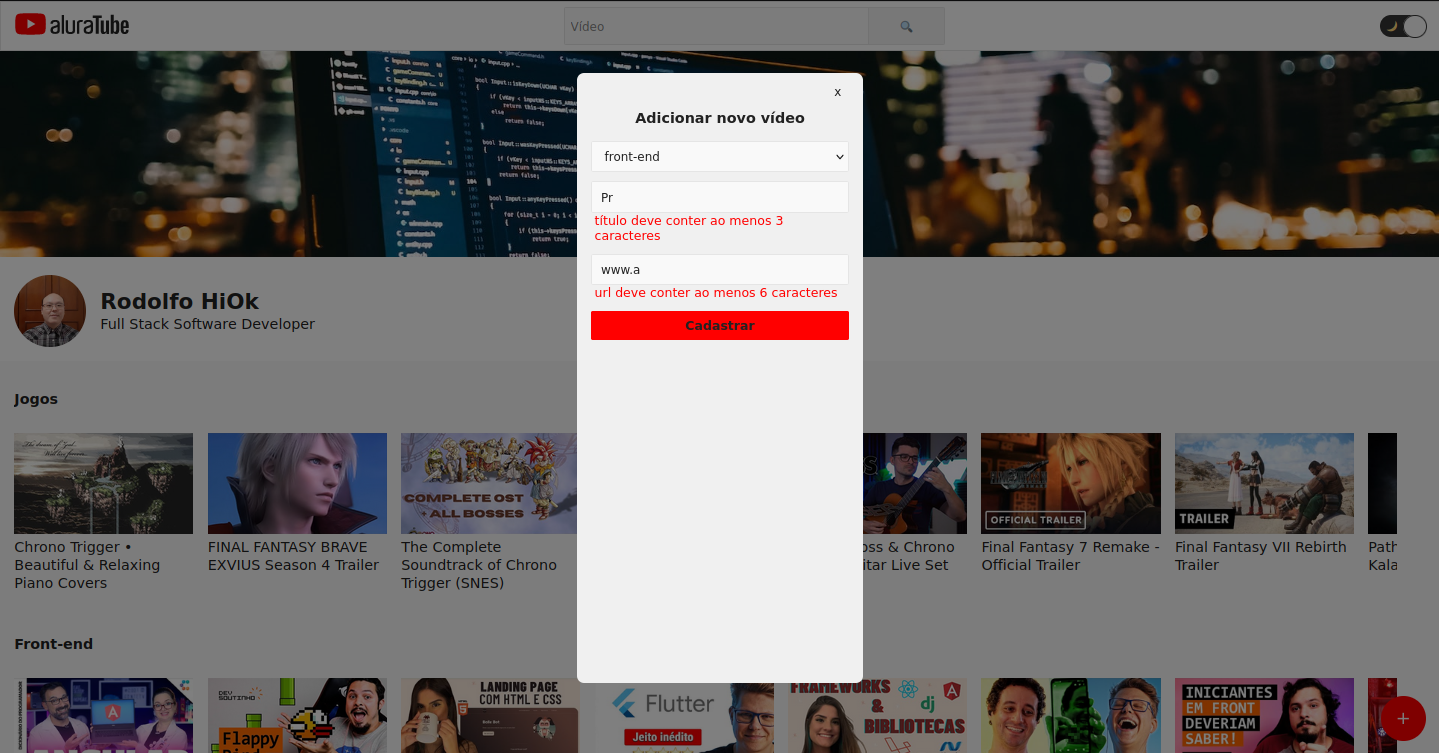 aluraTube
Vídeo
x
Adicionar novo vídeo
front-end
Pr
título deve conter ao menos 3
caracteres
www.a
url deve conter ao menos 6 caracteres
Cadastrar
Rodolfo HiOk
Full Stack Software Developer
Jogos
COMPLETE OST
+ ALL BOSSES
OFFICIAL TRAILER
TRAILER
Chrono Trigger •
Beautiful & Relaxing
Piano Covers
FINAL FANTASY BRAVE
EXVIUS Season 4 Trailer
The Complete
Soundtrack of Chrono
Trigger (SNES)
oss & Chrono
itar Live Set
Final Fantasy 7 Remake -
Official Trailer
Final Fantasy VII Rebirth
Trailer
Path
Kala
Front-end
ANGULAR
DEV
SOUTINHO
Flappy
LANDING PAGE
COM HTML E CSS
Flutter
Jeito inédito
FRAMEWORKS
&
BIBLIOTECAS
dj
INICIANTES
EM FRONT
DEVERIAM
SABER!
+